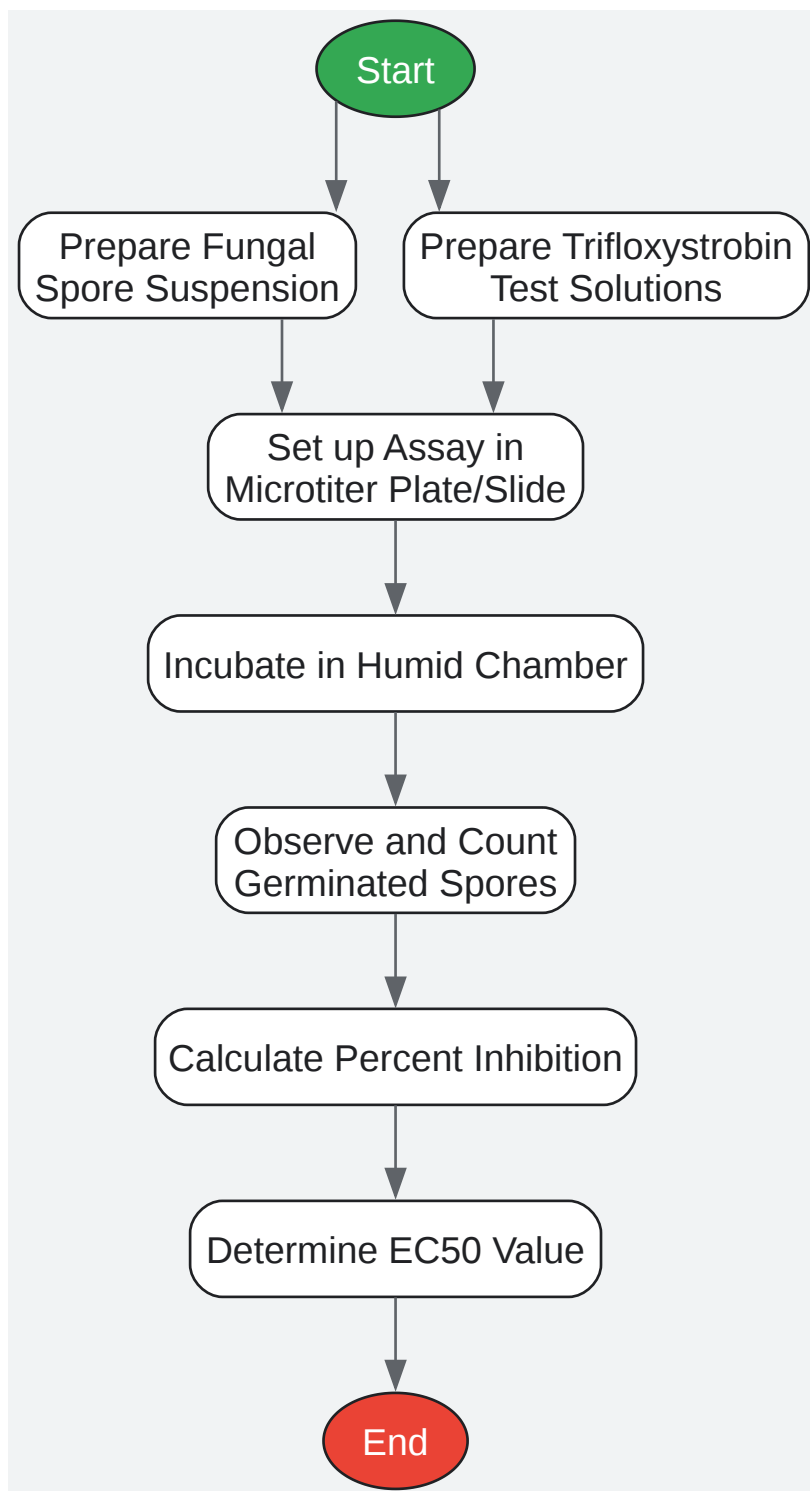 Start
Prepare Fungal
Spore Suspension
Prepare Trifloxystrobin
Test Solutions
Set up Assay in
Microtiter Plate/Slide
Incubate in Humid Chamber
Observe and Count
Germinated Spores
Calculate Percent Inhibition
Determine EC50 Value
End